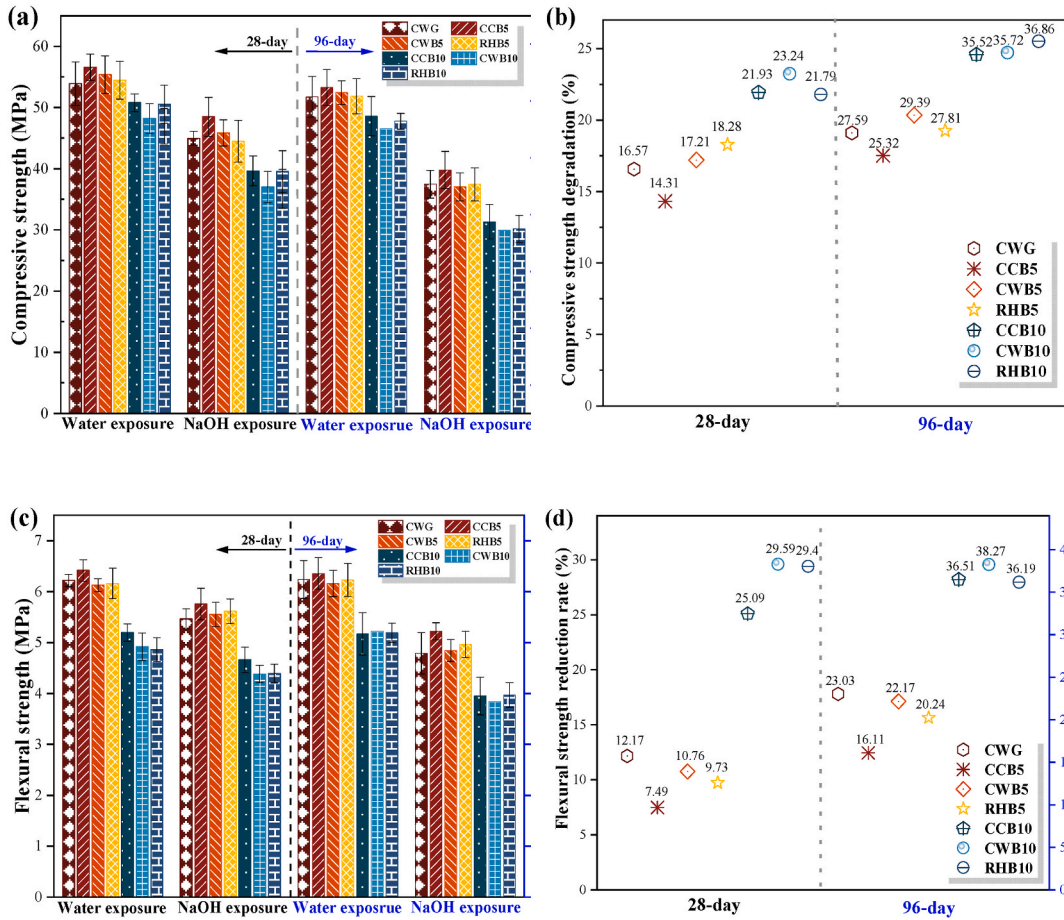 (a)
Compressive strength (MPa)
60
50
40
30
20
10
0
CWG
CCB5
CWB5
RHB5
CCB10
CWB10
RHB10
28-day
96-day
Water exposure
NaOH exposure
Water exposrue
NaOH exposure
(b)
Compressive strength degradation (%)
25
20
15
10
5
0
16.57
14.31
17.21
18.28
21.93
23.24
21.79
27.59
25.32
29.39
27.81
35.52
35.72
36.86
CWG
CCB5
CWB5
RHB5
CCB10
CWB10
RHB10
28-day
96-day
(c)
Flexural strength (MPa)
7
6
5
4
3
2
1
0
CWG
CCB5
CWB5
RHB5
CCB10
CWB10
RHB10
28-day
96-day
Water exposure
NaOH exposure
Water exposrue
NaOH exposure
(d)
Flexural strength reduction rate (%)
30
25
20
15
10
5
0
12.17
7.49
10.76
9.73
25.09
29.59
29.4
23.03
16.11
22.17
20.24
36.51
38.27
36.19
CWG
CCB5
CWB5
RHB5
CCB10
CWB10
RHB10
28-day
96-day